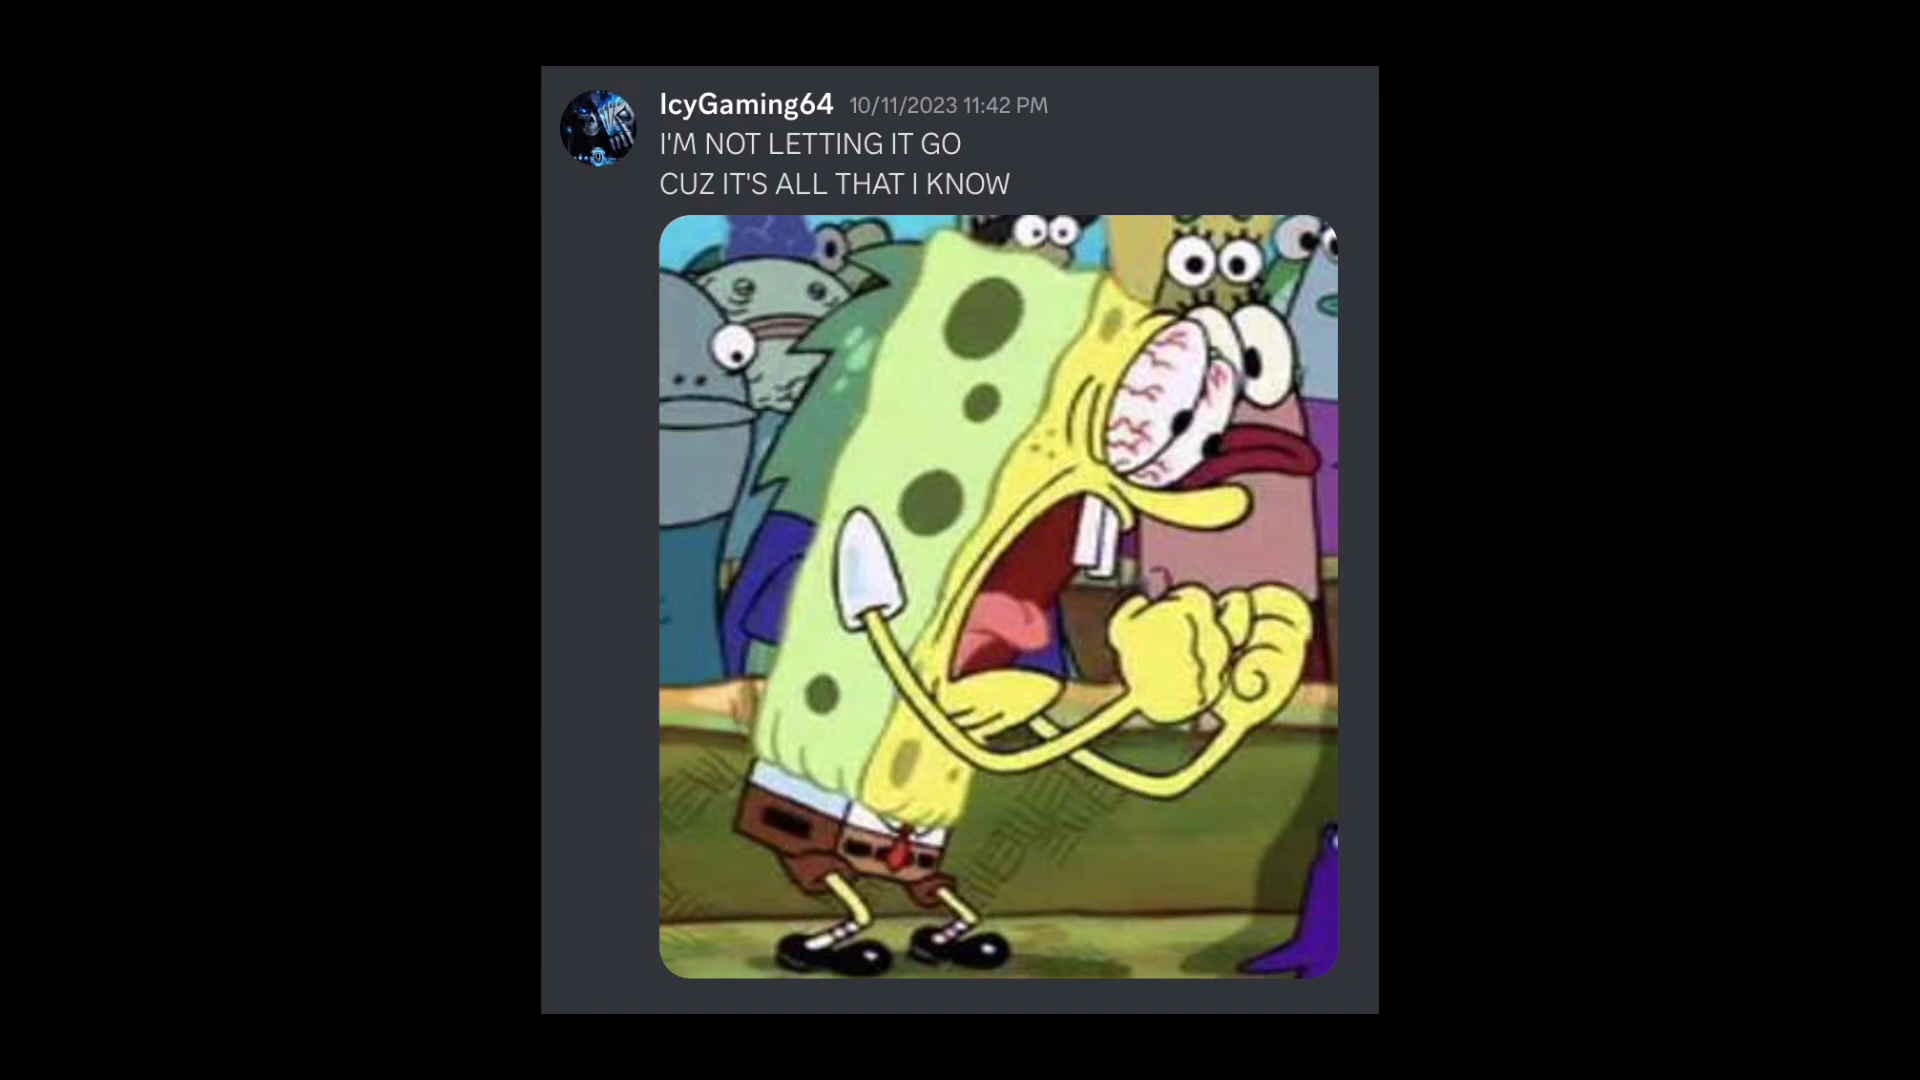 IcyGaming64 10/11/2023 11:42 PM
I'M NOT LETTING IT GO
CUZ IT'S ALL THAT I KNOW